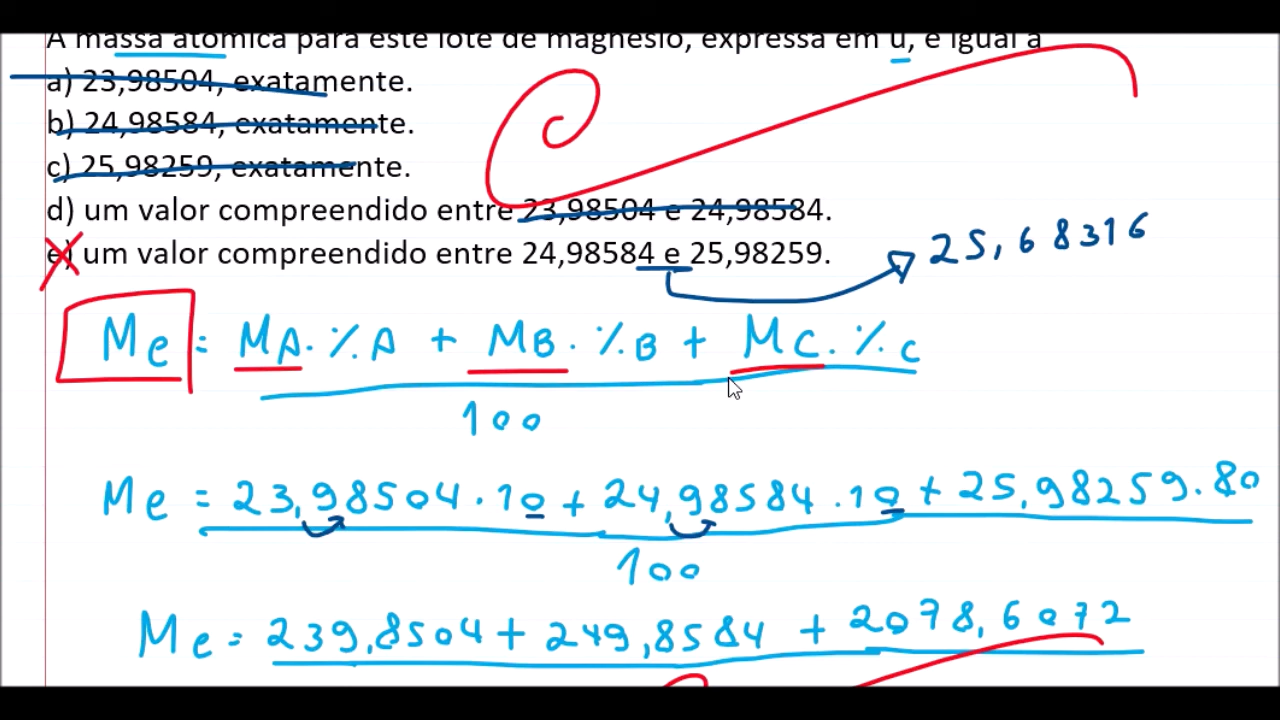 A massa atômica para este lote de magnésio, expressa em u, é igual a
a) 23,98504, exatamente.
b) 24,98584, exatamente.
c) 25,98259, exatamente.
d) um valor compreendido entre 23,98504 e 24,98584.
e) um valor compreendido entre 24,98584 e 25,98259.
25,68316
Me = MA.%A + MB.%B + MC.%C
100
Me = 23,98504.10 + 24,98584.10 + 25,98259.80
100
Me = 239,8504 + 249,8584 + 2078,6072